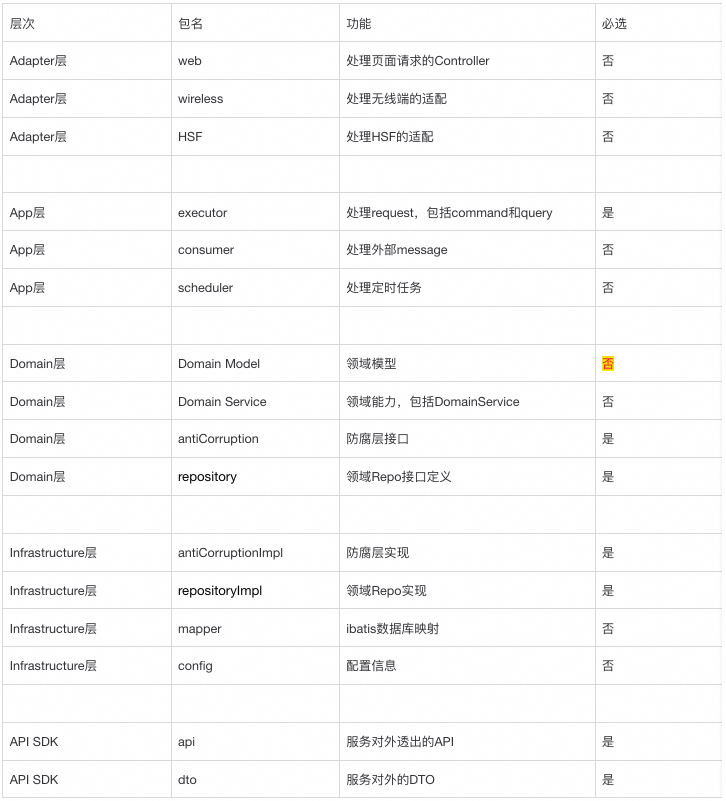 层次 包名 功能 必选
Adapter层 web 处理页面请求的Controller 否
Adapter层 wireless 处理无线端的适配 否
Adapter层 HSF 处理HSF的适配 否
App层 executor 处理request，包括command和query 是
App层 consumer 处理外部message 否
App层 scheduler 处理定时任务 否
Domain层 Domain Model 领域模型 否
Domain层 Domain Service 领域能力，包括DomainService 否
Domain层 antiCorruption 防腐层接口 是
Domain层 repository 领域Repo接口定义 是
Infrastructure层 antiCorruptionImpl 防腐层实现 是
Infrastructure层 repositoryImpl 领域Repo实现 是
Infrastructure层 mapper ibatis数据库映射 否
Infrastructure层 config 配置信息 否
API SDK api 服务对外透出的API 是
API SDK dto 服务对外的DTO 是